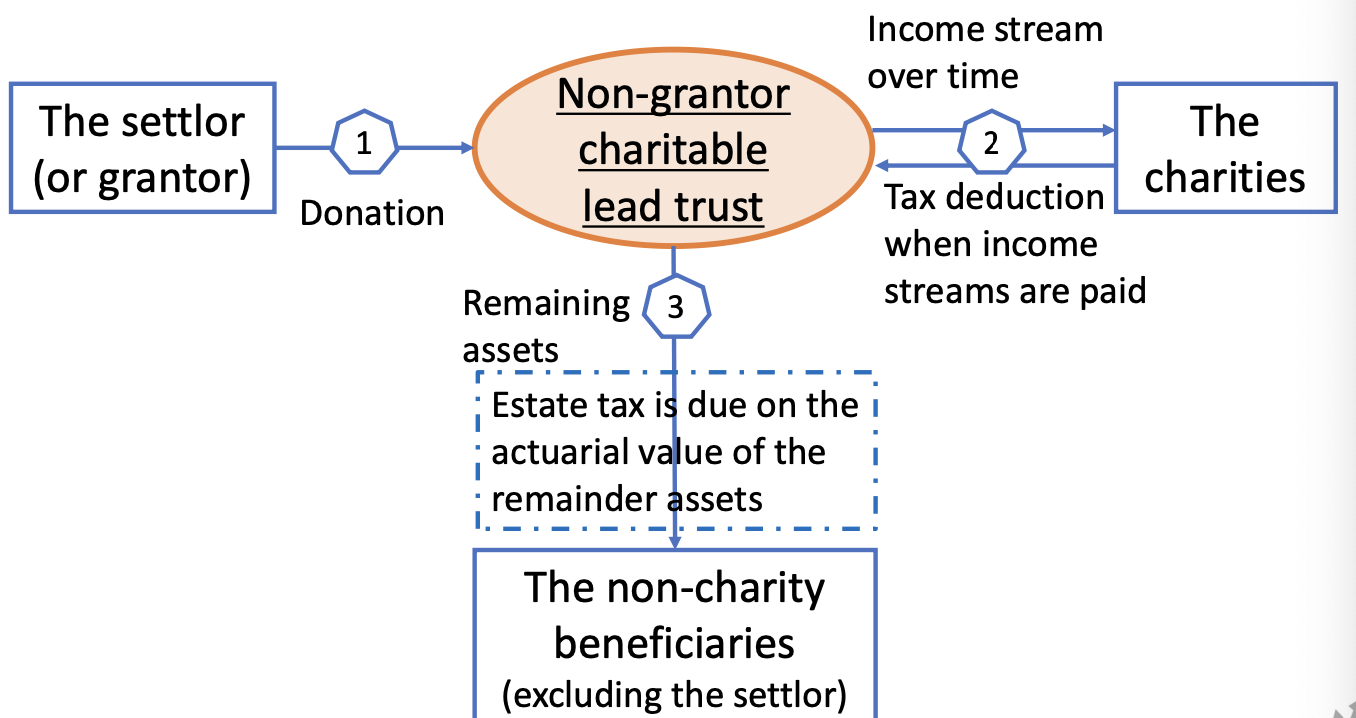 The settlor
(or grantor)
1
Donation
Non-grantor
charitable
lead trust
Income stream
over time
2
Tax deduction
when income
streams are paid
The
charities
Remaining
assets
3
Estate tax is due on the
actuarial value of the
remainder assets
The non-charity
beneficiaries
(excluding the settlor)